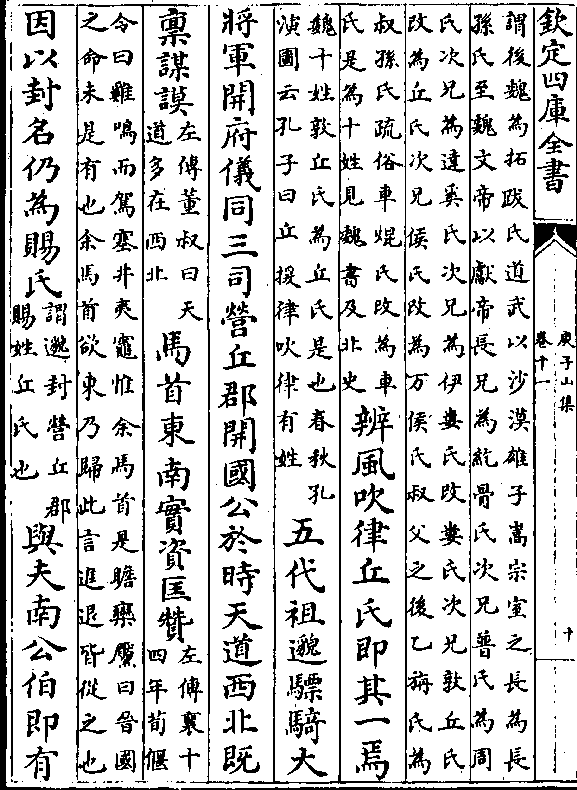 欽定四庫全書
庾子山集
卷十一
十
謂後魏為拓跋氏道武以沙漠雄子嵩宗室之長為長
孫氏至魏文帝以獻帝長兄為紇骨氏次兄普氏為周
氏次兄為達奚氏次兄為伊婁氏改婁氏次兄敦丘氏
改為丘氏次兄俟氏改為万俟氏叔父之後乙旃氏為
叔孫氏疏俗車焜氏改為車
氏是為十姓見魏書及北史
辨風吹律丘氏即其一焉
魏十姓敦丘氏為丘氏是也春秋孔
演圖云孔子曰丘援律吹律有姓
五代祖邈驃騎大
將軍開府儀同三司營丘郡開國公於時天道西北既
禀謀謨
左傳董叔曰天
道多在西北
馬首東南實資匡贊
左傳襄十
四年荀偃
令曰雞鳴而駕塞井夷竈惟余馬首是瞻欒黶曰晉國
之命未是有也余馬首欲東乃歸此言進退皆從之也
因以封名仍為賜氏
謂邈封營丘郡
賜姓丘氏也
與夫南公伯即有